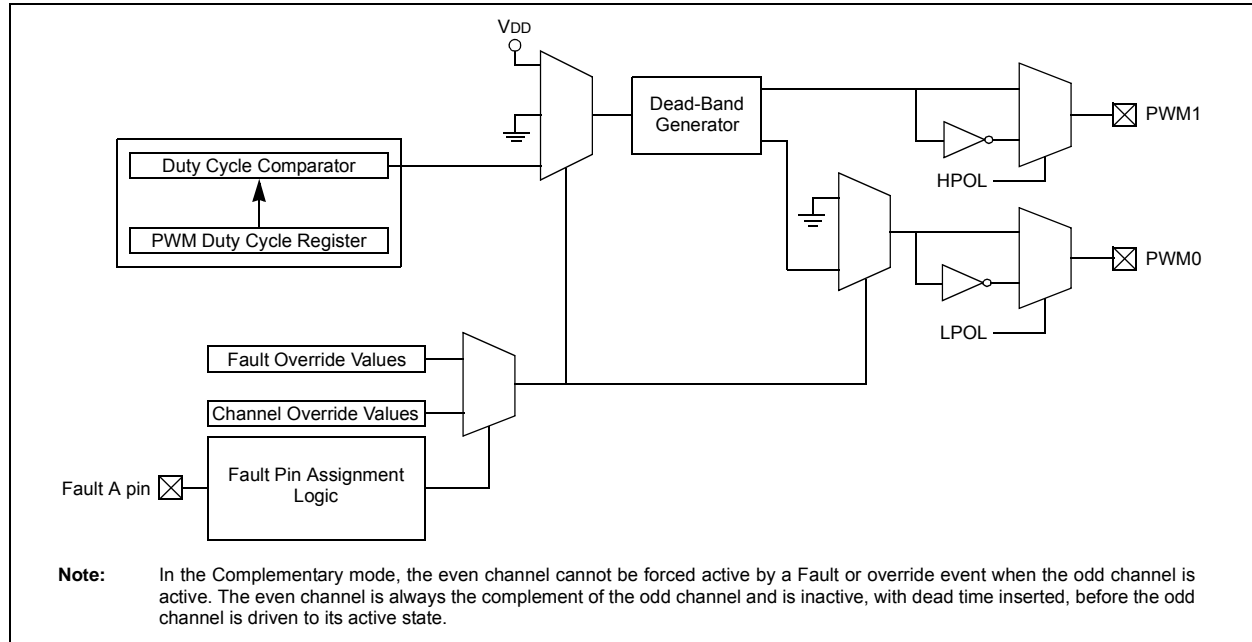 VDD
Dead-Band
Generator
PWM1
Duty Cycle Comparator
HPOL
PWM Duty Cycle Register
PWM0
LPOL
Fault Override Values
Channel Override Values
Fault Pin Assignment
Logic
Fault A pin
Note: In the Complementary mode, the even channel cannot be forced active by a Fault or override event when the odd channel is
active. The even channel is always the complement of the odd channel and is inactive, with dead time inserted, before the odd
channel is driven to its active state.